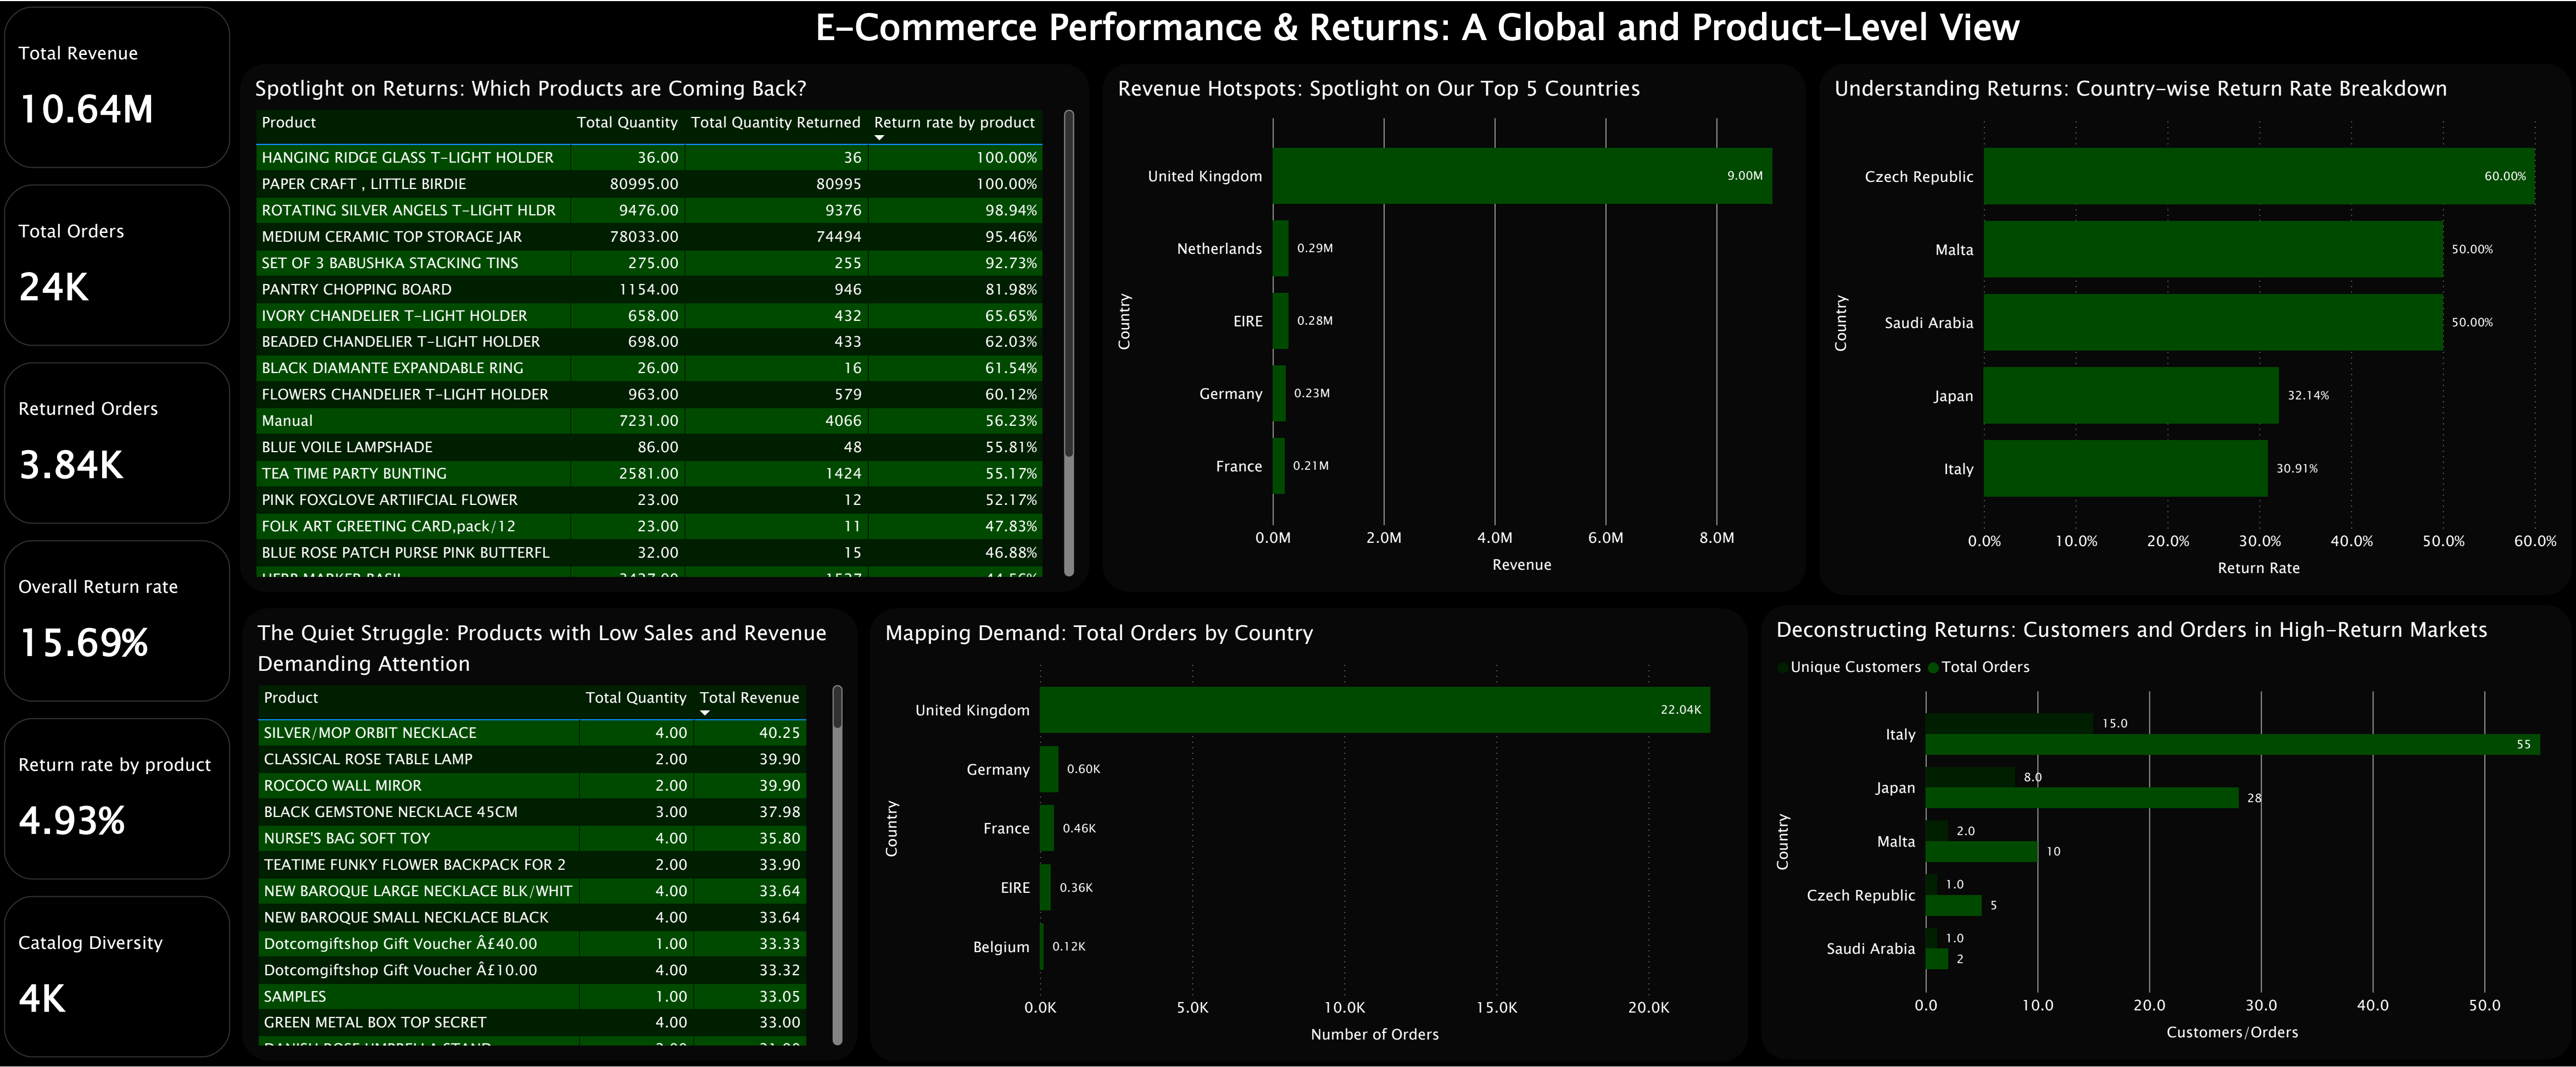 E-Commerce Performance & Returns: A Global and Product-Level View
Total Revenue
10.64M
Total Orders
24K
Returned Orders
3.84K
Overall Return rate
15.69%
Return rate by product
4.93%
Catalog Diversity
4K
Spotlight on Returns: Which Products are Coming Back?
Product Total Quantity Total Quantity Returned Return rate by product
HANGING RIDGE GLASS T-LIGHT HOLDER 36.00 36 100.00%
PAPER CRAFT , LITTLE BIRDIE 80995.00 80995 100.00%
ROTATING SILVER ANGELS T-LIGHT HLDR 9476.00 9376 98.94%
MEDIUM CERAMIC TOP STORAGE JAR 78033.00 74494 95.46%
SET OF 3 BABUSHKA STACKING TINS 275.00 255 92.73%
PANTRY CHOPPING BOARD 1154.00 946 81.98%
IVORY CHANDELIER T-LIGHT HOLDER 658.00 432 65.65%
BEADED CHANDELIER T-LIGHT HOLDER 698.00 433 62.03%
BLACK DIAMANTE EXPANDABLE RING 26.00 16 61.54%
FLOWERS CHANDELIER T-LIGHT HOLDER 963.00 579 60.12%
Manual 7231.00 4066 56.23%
BLUE VOILE LAMPSHADE 86.00 48 55.81%
TEA TIME PARTY BUNTING 2581.00 1424 55.17%
PINK FOXGLOVE ARTIIFCIAL FLOWER 23.00 12 52.17%
FOLK ART GREETING CARD,pack/12 23.00 11 47.83%
BLUE ROSE PATCH PURSE PINK BUTTERFL 32.00 15 46.88%
Revenue Hotspots: Spotlight on Our Top 5 Countries
Country
United Kingdom 9.00M
Netherlands 0.29M
EIRE 0.28M
Germany 0.23M
France 0.21M
0.0M 2.0M 4.0M 6.0M 8.0M
Revenue
Understanding Returns: Country-wise Return Rate Breakdown
Country
Czech Republic 60.00%
Malta 50.00%
Saudi Arabia 50.00%
Japan 32.14%
Italy 30.91%
0.0% 10.0% 20.0% 30.0% 40.0% 50.0% 60.0%
Return Rate
The Quiet Struggle: Products with Low Sales and Revenue
Demanding Attention
Product Total Quantity Total Revenue
SILVER/MOP ORBIT NECKLACE 4.00 40.25
CLASSICAL ROSE TABLE LAMP 2.00 39.90
ROCOCO WALL MIROR 2.00 39.90
BLACK GEMSTONE NECKLACE 45CM 3.00 37.98
NURSE'S BAG SOFT TOY 4.00 35.80
TEATIME FUNKY FLOWER BACKPACK FOR 2 2.00 33.90
NEW BAROQUE LARGE NECKLACE BLK/WHIT 4.00 33.64
NEW BAROQUE SMALL NECKLACE BLACK 4.00 33.64
Dotcomgiftshop Gift Voucher Â£40.00 1.00 33.33
Dotcomgiftshop Gift Voucher Â£10.00 4.00 33.32
SAMPLES 1.00 33.05
GREEN METAL BOX TOP SECRET 4.00 33.00
Mapping Demand: Total Orders by Country
Country
United Kingdom 22.04K
Germany 0.60K
France 0.46K
EIRE 0.36K
Belgium 0.12K
0.0K 5.0K 10.0K 15.0K 20.0K
Number of Orders
Deconstructing Returns: Customers and Orders in High-Return Markets
Unique Customers Total Orders
Country
Italy 15.0 55
Japan 8.0 28
Malta 2.0 10
Czech Republic 1.0 5
Saudi Arabia 1.0 2
0.0 10.0 20.0 30.0 40.0 50.0
Customers/Orders